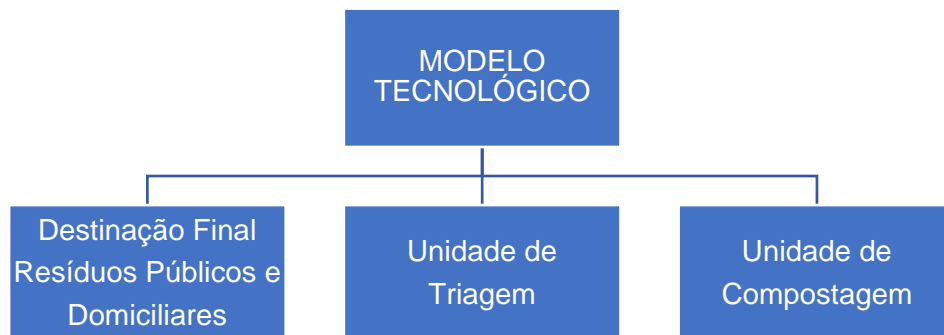 MODELO
TECNOLÓGICO
Destinação Final
Resíduos Públicos e
Domiciliares
Unidade de
Triagem
Unidade de
Compostagem